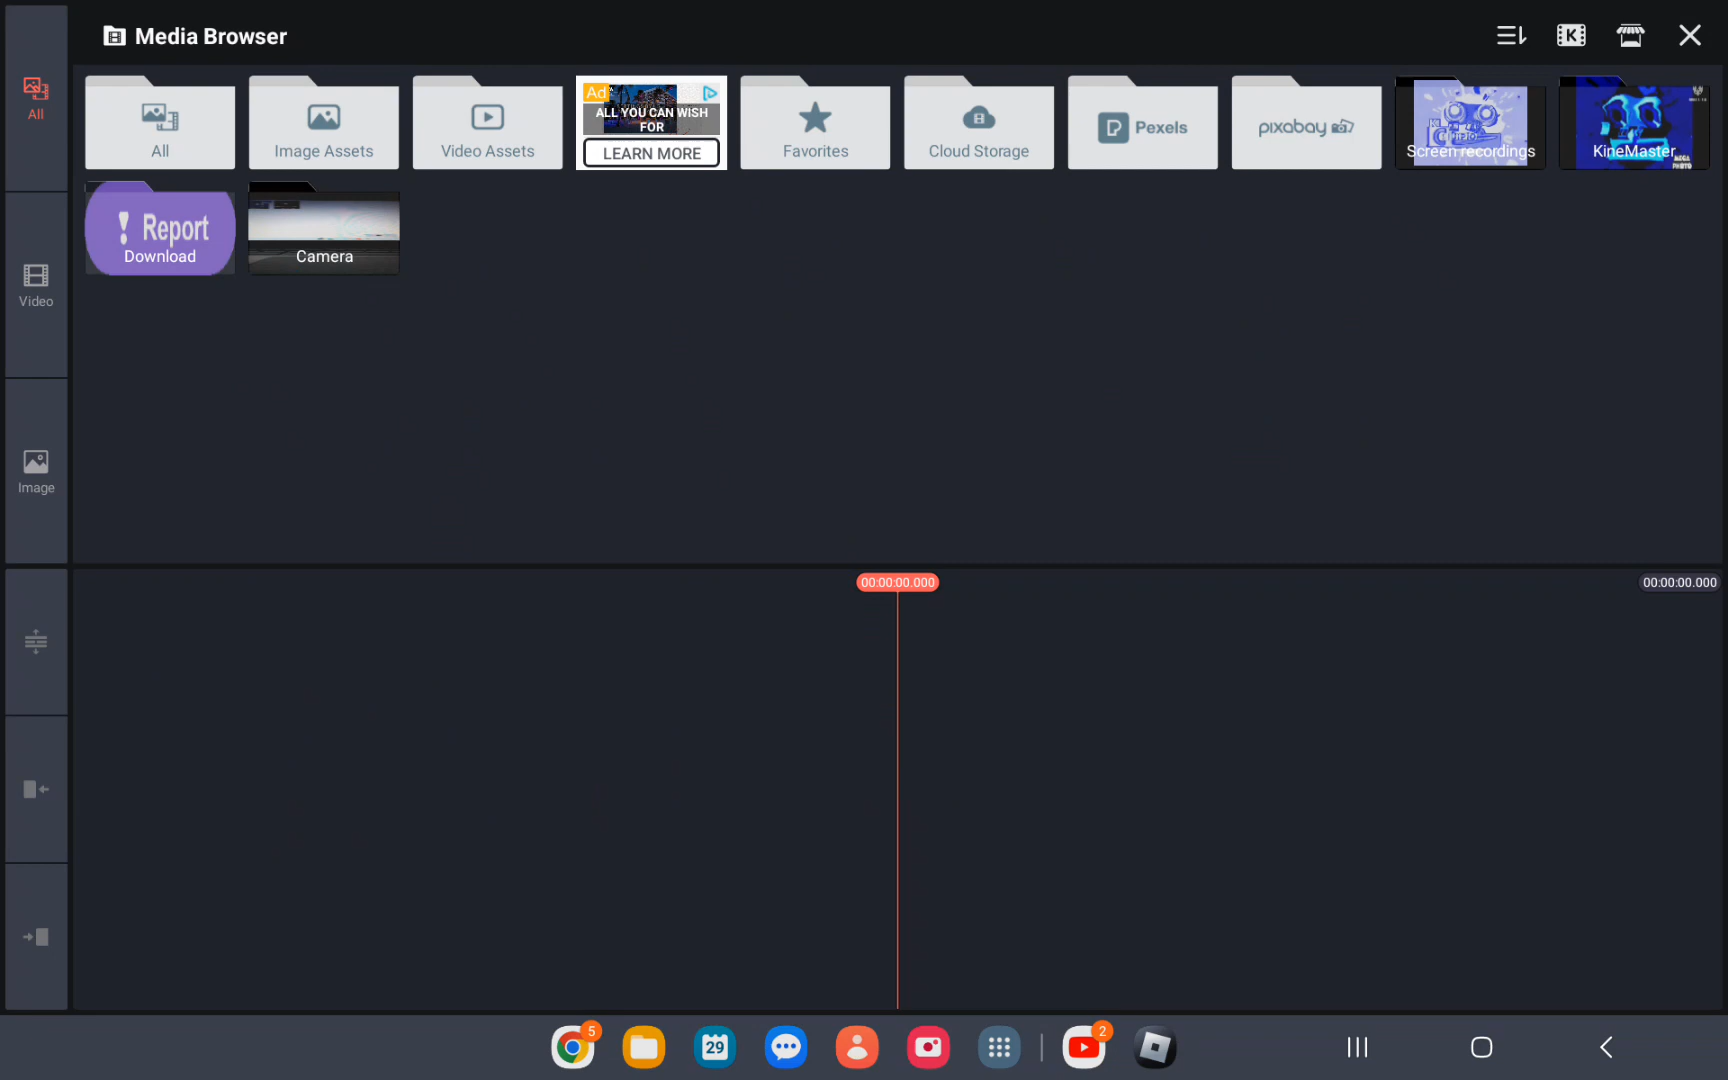 Media Browser
All
Video
Image
All
Image Assets
Video Assets
Ad
ALL YOU CAN WISH
FOR
LEARN MORE
Favorites
Cloud Storage
Pexels
pixabay
Screen recordings
KineMaster
! Report
Download
Camera
00:00:00.000
00:00:00.000
5
29
2